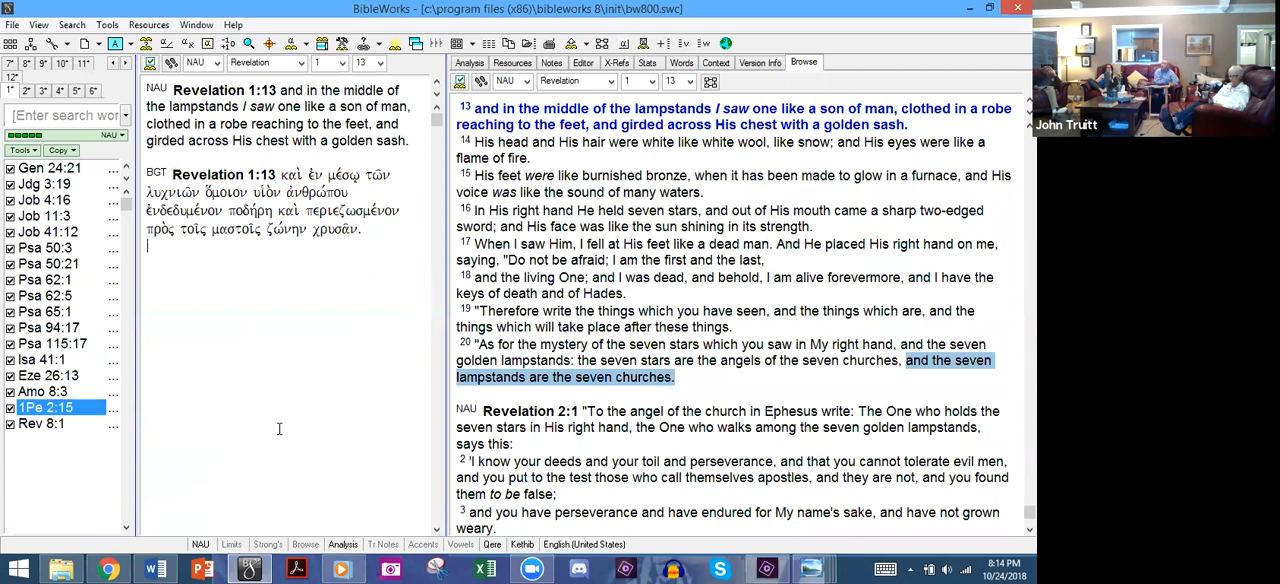 BibleWorks - [c:\program files (x86)\bibleworks 8\init\bw800.swc]
File View Search Tools Resources Window Help
7° 8° 9° 10° 11°
12°
1° 2° 3° 4° 5° 6°
[Enter search wor
NAU
Tools Copy
Gen 24:21 ...
Jdg 3:19 ...
Job 4:16 ...
Job 11:3 ...
Job 41:12 ...
Psa 50:3 ...
Psa 50:21 ...
Psa 62:1 ...
Psa 62:5 ...
Psa 65:1 ...
Psa 94:17 ...
Psa 115:17 ...
Isa 41:1 ...
Eze 26:13 ...
Amo 8:3 ...
1Pe 2:15 ...
Rev 8:1 ...
NAU Revelation 1 13
NAU Revelation 1:13 and in the middle of
the lampstands I saw one like a son of man,
clothed in a robe reaching to the feet, and
girded across His chest with a golden sash.
BGT Revelation 1:13 καὶ ἐν μέσῳ τῶν
λυχνιῶν ὅμοιον υἱὸν ἀνθρώπου
ἐνδεδυμένον ποδήρη καὶ περιεζωσμένον
πρὸς τοῖς μαστοῖς ζώνην χρυσᾶν.
Analysis Resources Notes Editor X-Refs Stats Words Context Version Info Browse
NAU Revelation 1 13
13 and in the middle of the lampstands I saw one like a son of man, clothed in a robe
reaching to the feet, and girded across His chest with a golden sash.
14 His head and His hair were white like white wool, like snow; and His eyes were like a
flame of fire.
15 His feet were like burnished bronze, when it has been made to glow in a furnace, and His
voice was like the sound of many waters.
16 In His right hand He held seven stars, and out of His mouth came a sharp two-edged
sword; and His face was like the sun shining in its strength.
17 When I saw Him, I fell at His feet like a dead man. And He placed His right hand on me,
saying, "Do not be afraid; I am the first and the last,
18 and the living One; and I was dead, and behold, I am alive forevermore, and I have the
keys of death and of Hades.
19 "Therefore write the things which you have seen, and the things which are, and the
things which will take place after these things.
20 "As for the mystery of the seven stars which you saw in My right hand, and the seven
golden lampstands: the seven stars are the angels of the seven churches, and the seven
lampstands are the seven churches.
NAU Revelation 2:1 "To the angel of the church in Ephesus write: The One who holds the
seven stars in His right hand, the One who walks among the seven golden lampstands,
says this:
2 'I know your deeds and your toil and perseverance, and that you cannot tolerate evil men,
and you put to the test those who call themselves apostles, and they are not, and you found
them to be false;
3 and you have perseverance and have endured for My name's sake, and have not grown
weary.
NAU Limits Strong's Browse Analysis Tr Notes Accents Vowels Qere Kethib English (United States)
John Truitt
8:14 PM
10/24/2018